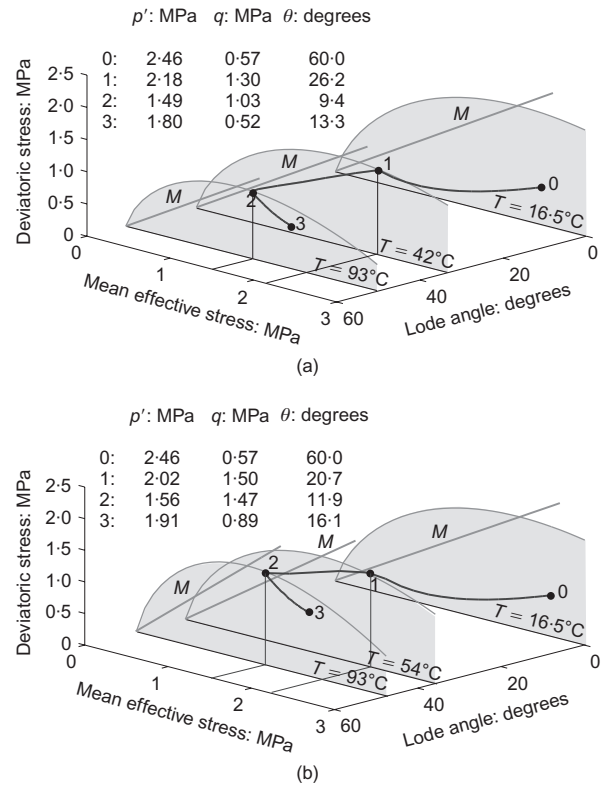 p′: MPa q: MPa θ: degrees
0: 2·46 0·57 60·0
1: 2·18 1·30 26·2
2: 1·49 1·03 9·4
3: 1·80 0·52 13·3
Deviatoric stress: MPa
2·5
2·0
1·5
1·0
0·5
0
M
M
M
0
1
2
3
T = 16·5°C
T = 42°C
T = 93°C
0
1
2
3
60
40
20
0
Mean effective stress: MPa
Lode angle: degrees
(a)
p′: MPa q: MPa θ: degrees
0: 2·46 0·57 60·0
1: 2·02 1·50 20·7
2: 1·56 1·47 11·9
3: 1·91 0·89 16·1
Deviatoric stress: MPa
2·5
2·0
1·5
1·0
0·5
0
M
M
M
0
1
2
3
T = 16·5°C
T = 54°C
T = 93°C
0
1
2
3
60
40
20
0
Mean effective stress: MPa
Lode angle: degrees
(b)